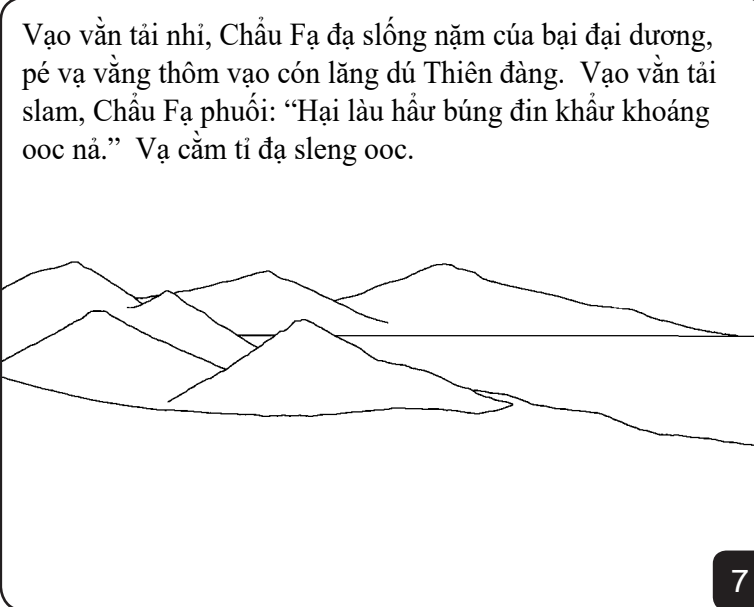 Vạo vằn tải nhỉ, Chẩu Fạ đạ slống nặm cúa bại đại dương,
pé vạ vằng thôm vạo cón lăng dú Thiên đàng.  Vạo vằn tải
slam, Chẩu Fạ phuối: “Hại làu hẩư búng đin khẩư khoáng
ooc nả.”  Vạ cằm tỉ đạ sleng ooc.
7